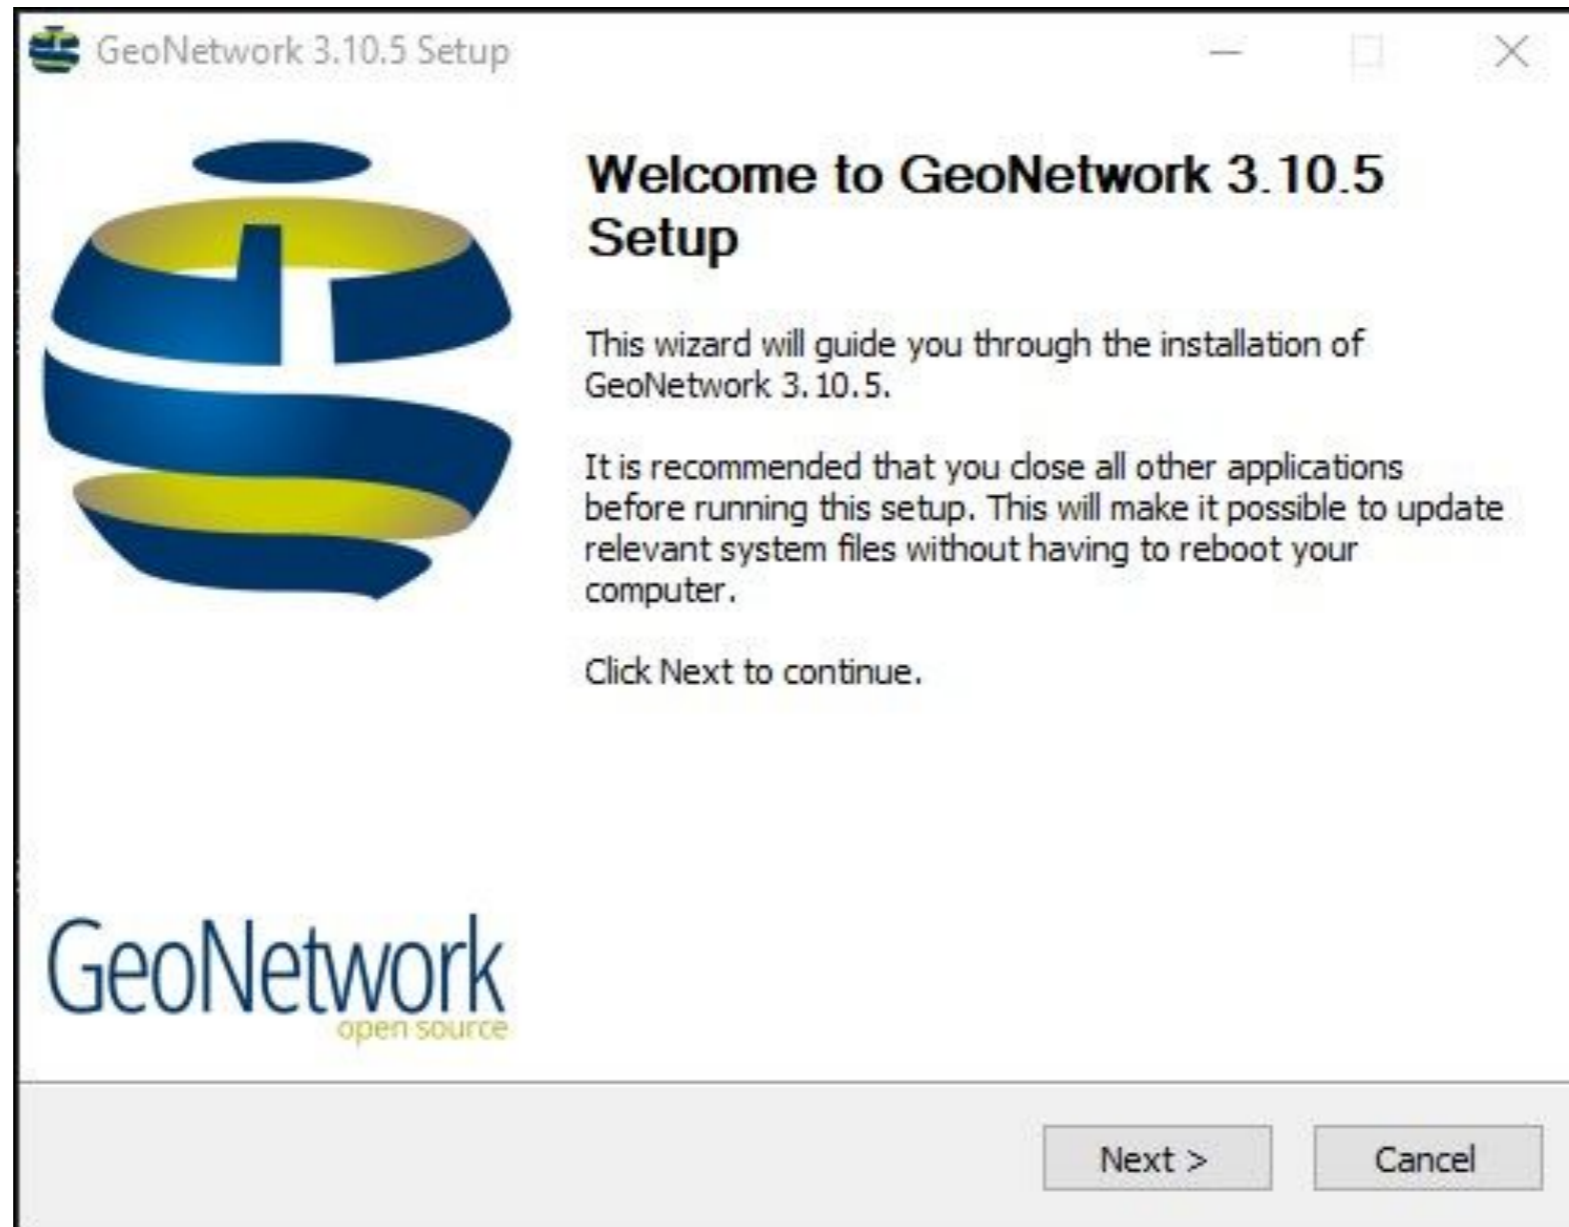 GeoNetwork 3.10.5 Setup
Welcome to GeoNetwork 3.10.5
Setup
This wizard will guide you through the installation of
GeoNetwork 3.10.5.
It is recommended that you close all other applications
before running this setup. This will make it possible to update
relevant system files without having to reboot your
computer.
Click Next to continue.
GeoNetwork
open source
Next >
Cancel